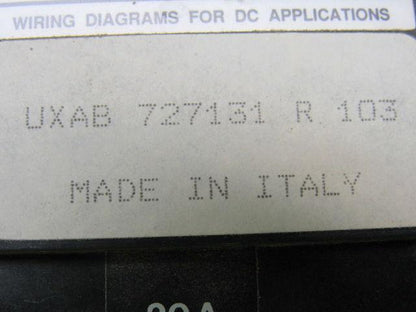 WIRING DIAGRAMS FOR DC APPLICATIONS
UXAB 727131 R 103
MADE IN ITALY